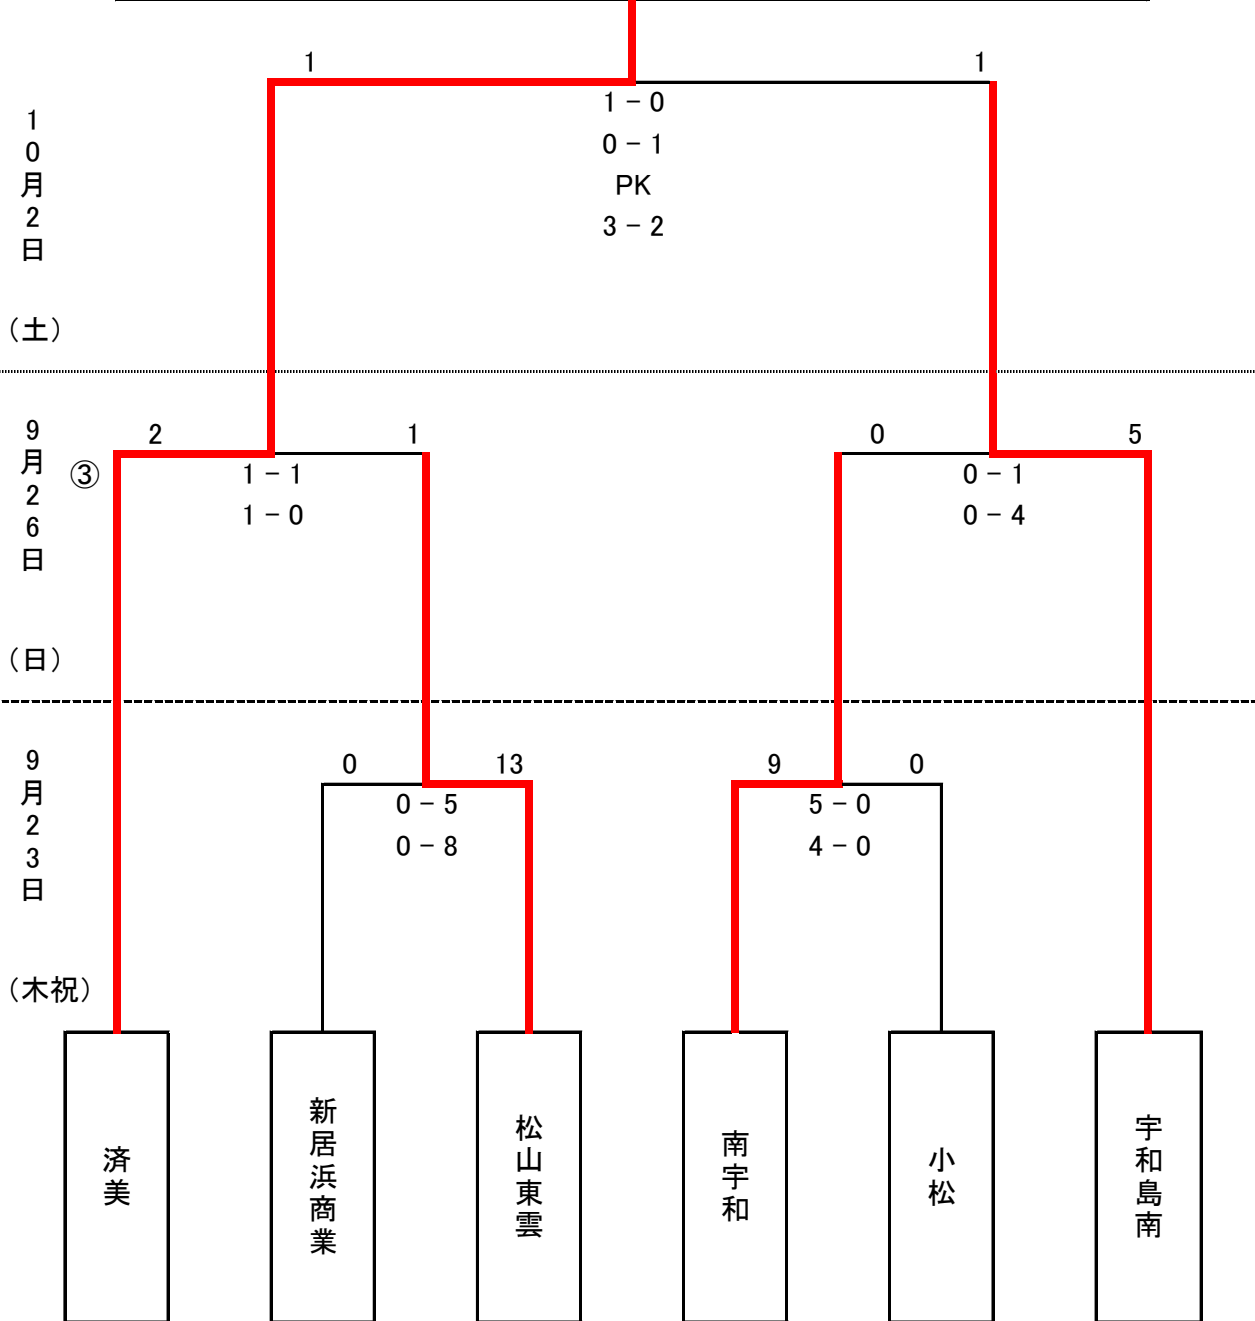 1 1
1 − 0
0 − 1
PK
3 − 2
10月2日
（土）
2 1 0 5
9月26日
③
1 − 1
1 − 0
0 − 1
0 − 4
（日）
0 13 9 0
9月23日
0 − 5
0 − 8
5 − 0
4 − 0
（木祝）
済美
新居浜商業
松山東雲
南宇和
小松
宇和島南